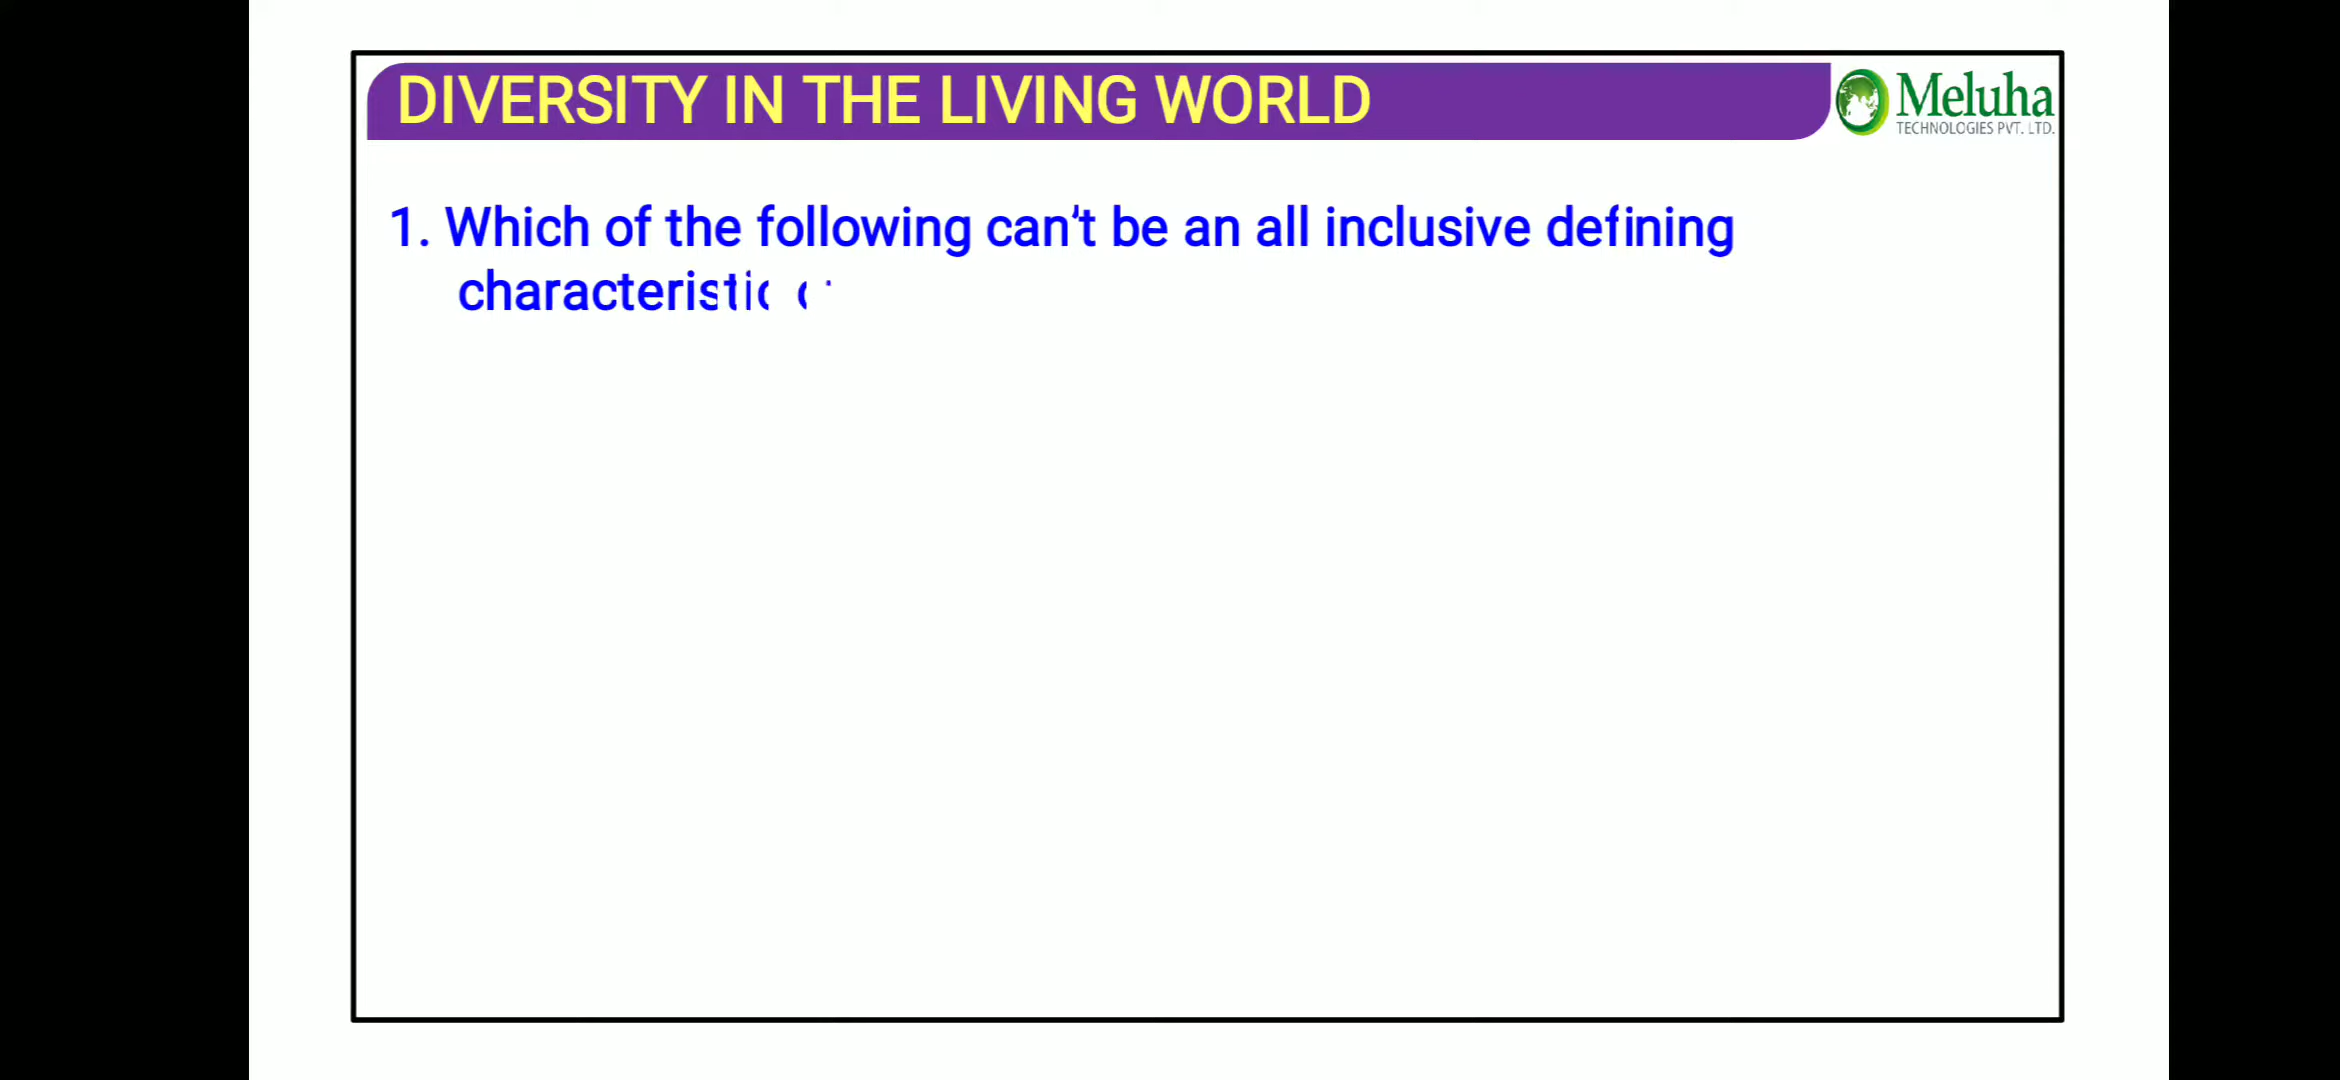 DIVERSITY IN THE LIVING WORLD
Meluha
TECHNOLOGIES PVT. LTD.
1. Which of the following can't be an all inclusive defining
characteristic